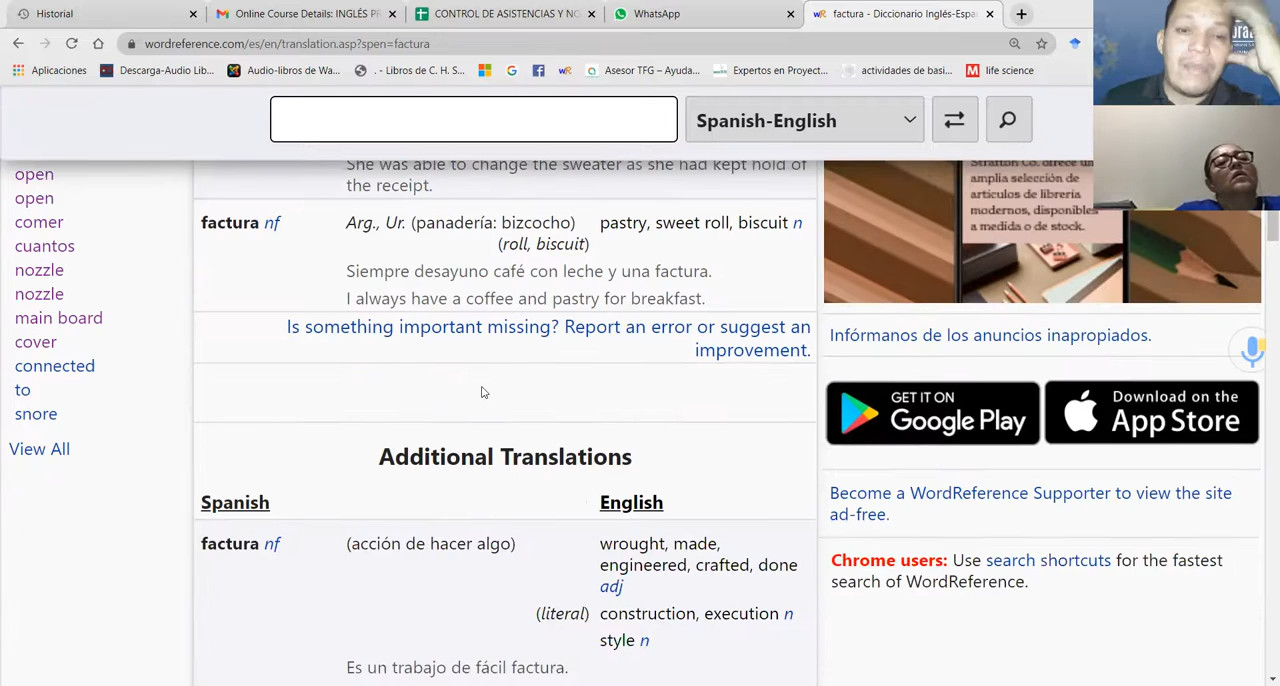 Historial
Online Course Details: INGLÉS PR
CONTROL DE ASISTENCIAS Y NO
WhatsApp
WR
factura - Diccionario Inglés-Espa
wordreference.com/es/en/translation.asp?spen=factura
Aplicaciones
Descarga-Audio Lib...
Audio-libros de Wa...
. - Libros de C. H. S...
WR
Asesor TFG – Ayuda...
Expertos en Proyect...
actividades de basi...
life science
Spanish-English
open
open
comer
cuantos
nozzle
nozzle
main board
cover
connected
to
snore
View All
She was able to change the sweater as she had kept hold of
the receipt.
factura nf Arg., Ur. (panadería: bizcocho) pastry, sweet roll, biscuit n
(roll, biscuit)
Siempre desayuno café con leche y una factura.
I always have a coffee and pastry for breakfast.
Is something important missing? Report an error or suggest an
improvement.
Additional Translations
Spanish English
factura nf (acción de hacer algo) wrought, made,
engineered, crafted, done
adj
(literal) construction, execution n
style n
Es un trabajo de fácil factura.
Stratton Co. ofrece un
amplia selección de
artículos de librería
modernos, disponibles
a medida o de stock.
Infórmanos de los anuncios inapropiados.
GET IT ON
Google Play
Download on the
App Store
Become a WordReference Supporter to view the site
ad-free.
Chrome users: Use search shortcuts for the fastest
search of WordReference.